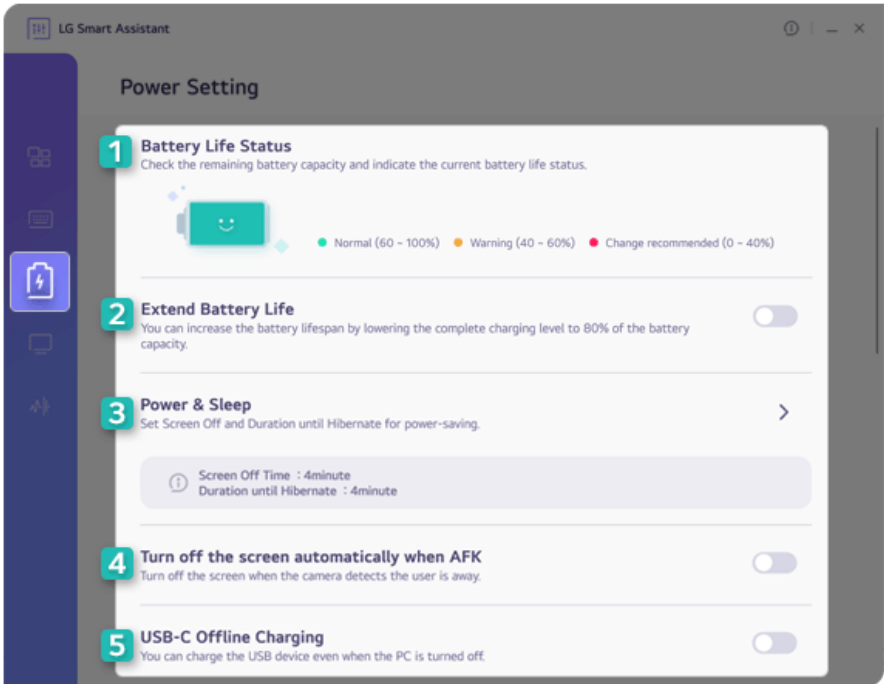 LG Smart Assistant
Power Setting
1
Battery Life Status
Check the remaining battery capacity and indicate the current battery life status.
Normal (60 ~ 100%) Warning (40 ~ 60%) Change recommended (0 ~ 40%)
2
Extend Battery Life
You can increase the battery lifespan by lowering the complete charging level to 80% of the battery
capacity.
3
Power & Sleep
Set Screen Off and Duration until Hibernate for power-saving.
Screen Off Time : 4minute
Duration until Hibernate : 4minute
4
Turn off the screen automatically when AFK
Turn off the screen when the camera detects the user is away.
5
USB-C Offline Charging
You can charge the USB device even when the PC is turned off.